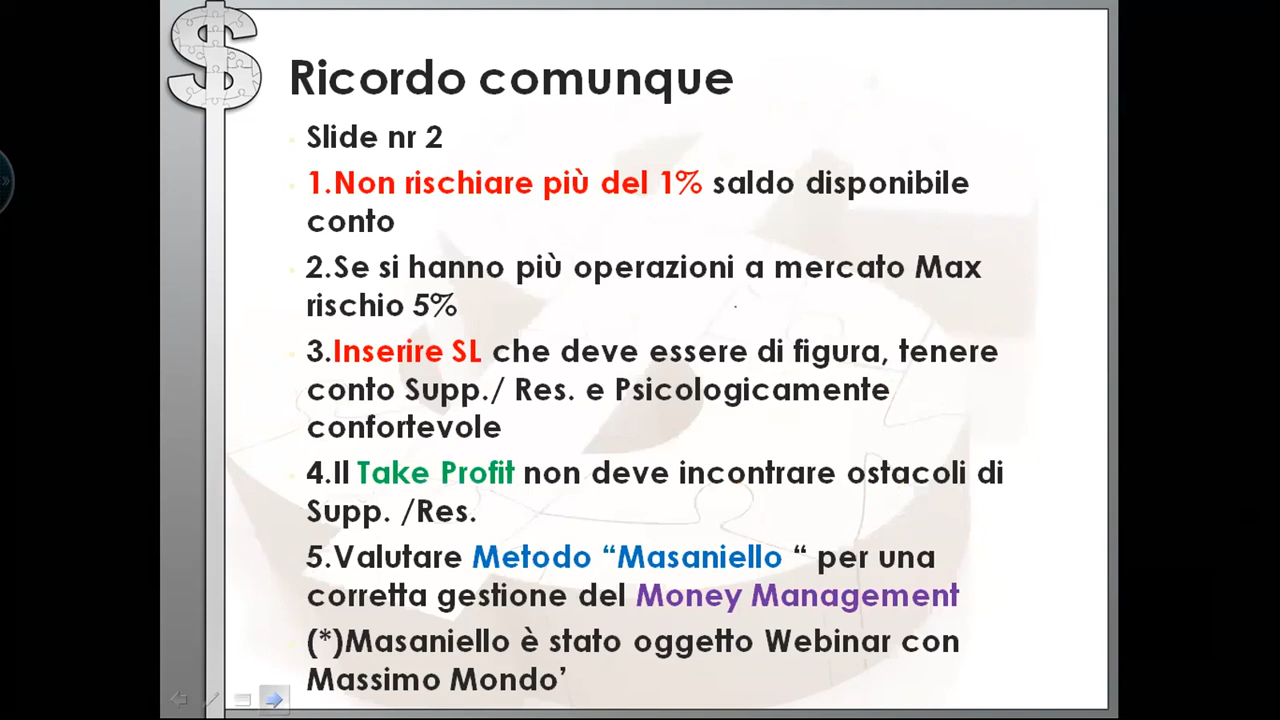 Ricordo comunque
Slide nr 2
1.Non rischiare più del 1% saldo disponibile
conto
2.Se si hanno più operazioni a mercato Max
rischio 5%
3.Inserire SL che deve essere di figura, tenere
conto Supp./ Res. e Psicologicamente
confortevole
4.Il Take Profit non deve incontrare ostacoli di
Supp. /Res.
5.Valutare Metodo “Masaniello “ per una
corretta gestione del Money Management
(*)Masaniello è stato oggetto Webinar con
Massimo Mondo’